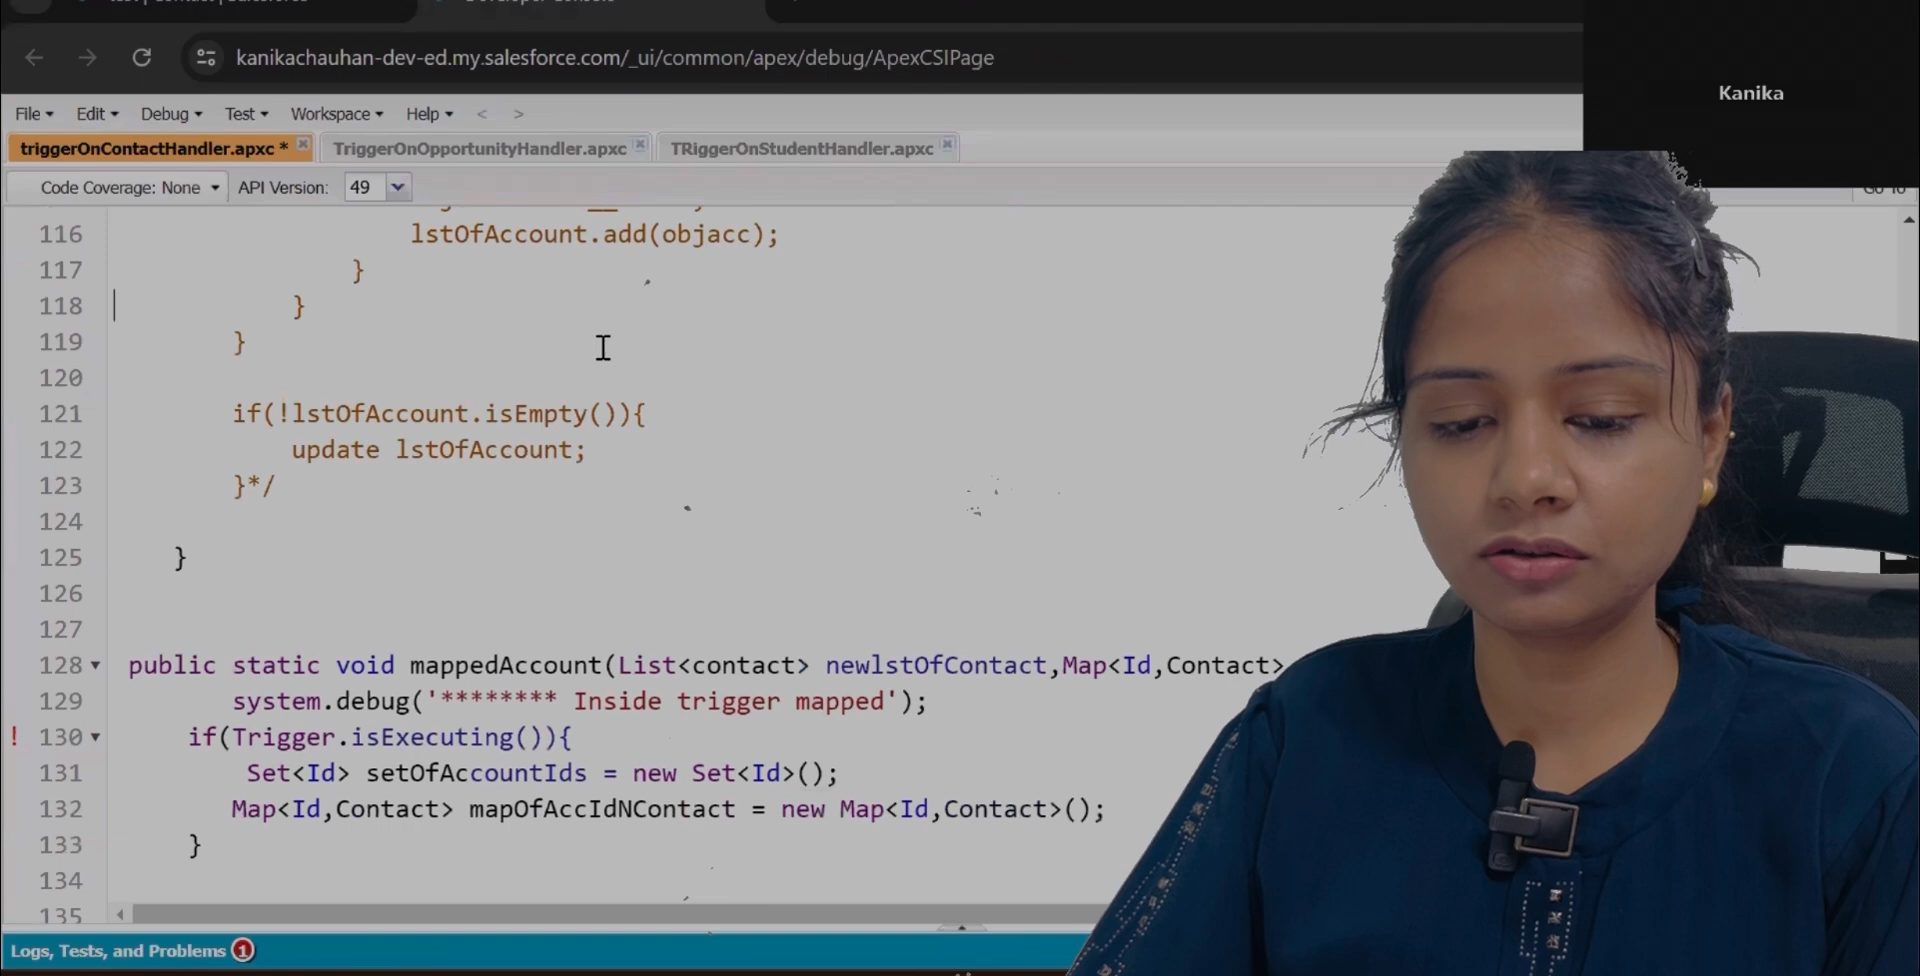 kanikachauhan-dev-ed.my.salesforce.com/_ui/common/apex/debug/ApexCSIPage
Kanika
File Edit Debug Test Workspace Help < >
triggerOnContactHandler.apxc * TriggerOnOpportunityHandler.apxc TRiggerOnStudentHandler.apxc
Code Coverage: None API Version: 49 Go To
116 lstOfAccount.add(objacc);
117 }
118 }
119 }
120
121 if(!lstOfAccount.isEmpty()){
122 update lstOfAccount;
123 }*/
124
125 }
126
127
128 public static void mappedAccount(List<contact> newlstOfContact,Map<Id,Contact>
129 system.debug('******** Inside trigger mapped');
! 130 if(Trigger.isExecuting()){
131 Set<Id> setOfAccountIds = new Set<Id>();
132 Map<Id,Contact> mapOfAccIdNContact = new Map<Id,Contact>();
133 }
134
135
Logs, Tests, and Problems 1